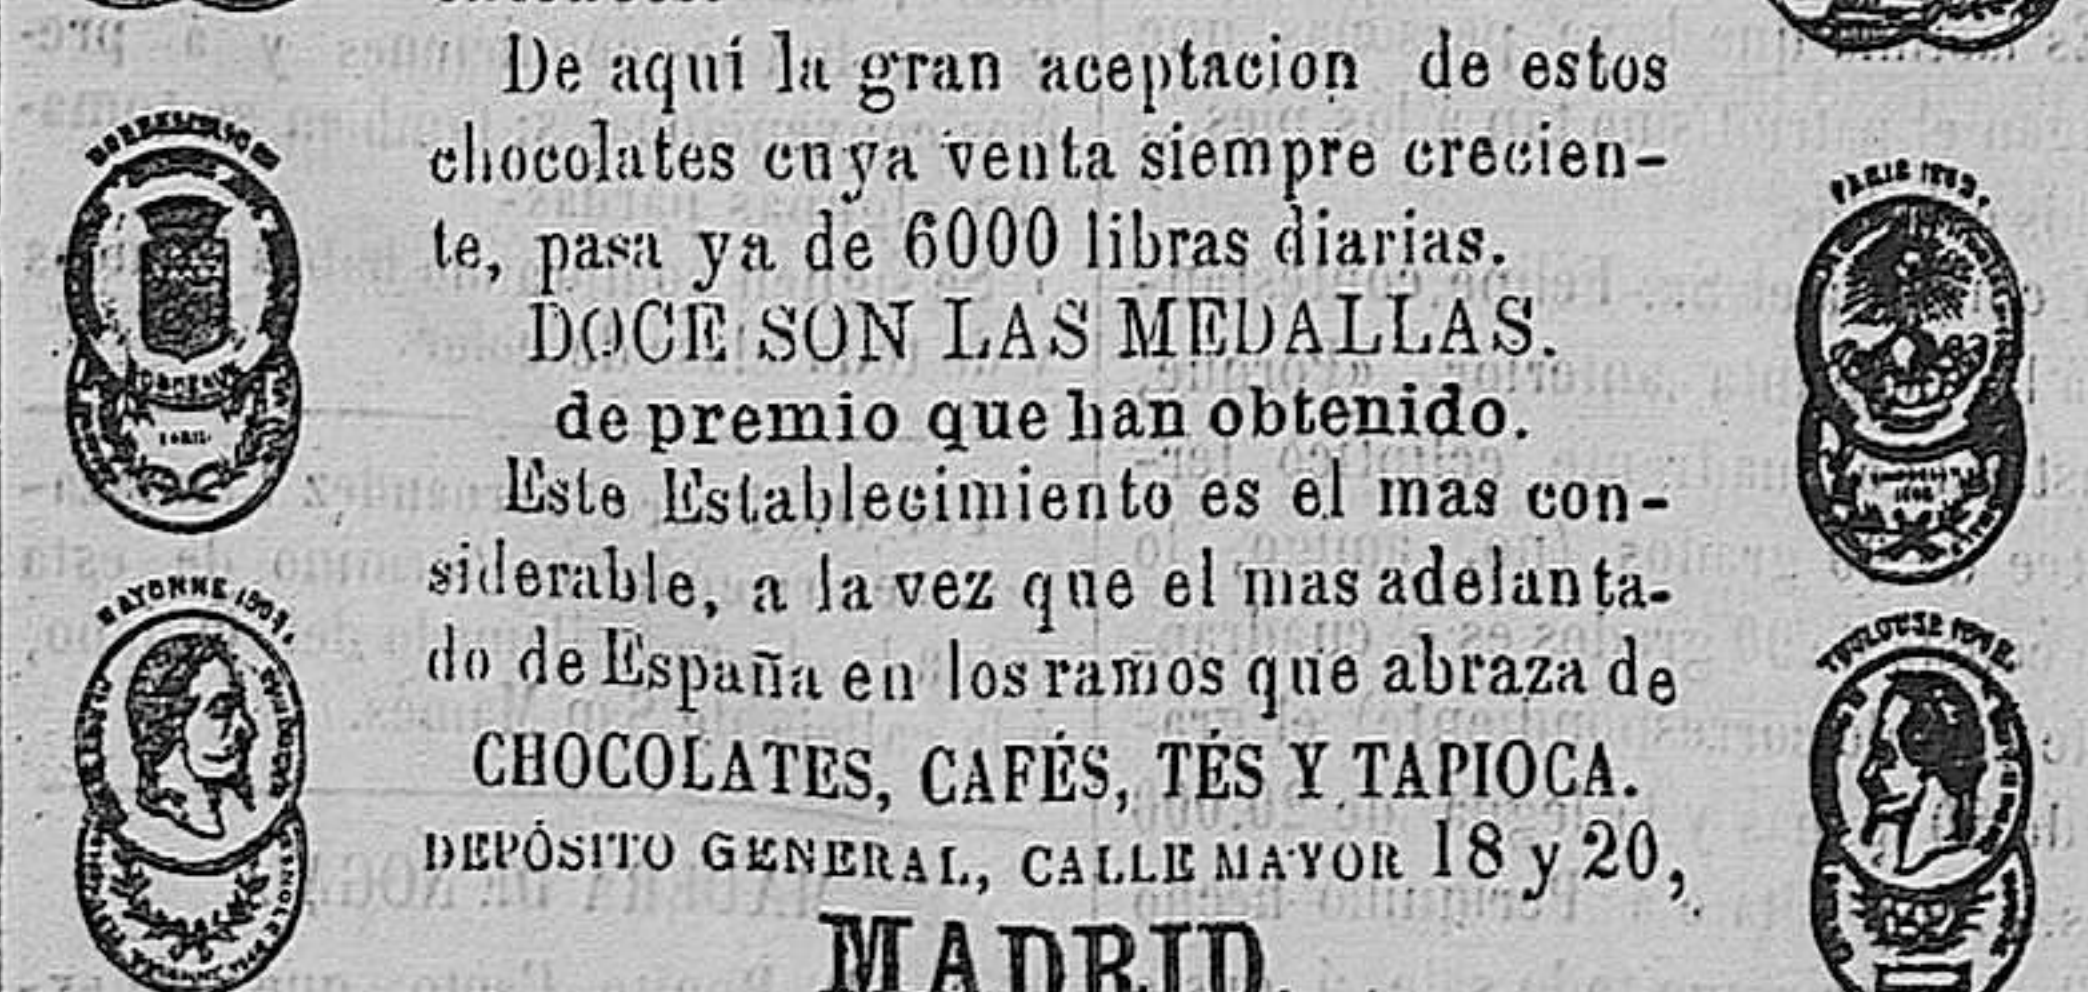 De aquí la gran aceptacion de estos
chocolates cuya venta siempre crecien-
te, pasa ya de 6000 libras diarias.
DOCE SON LAS MEDALLAS.
de premio que han obtenido.
Este Establecimiento es el mas con-
siderable, a la vez que el mas adelanta-
do de España en los ramos que abraza de
CHOCOLATES, CAFÉS, TÉS Y TAPIOCA.
DEPÓSITO GENERAL, CALLE MAYOR 18 y 20,
MADRID.
PARIS
BAYONNE
TOULOUSE